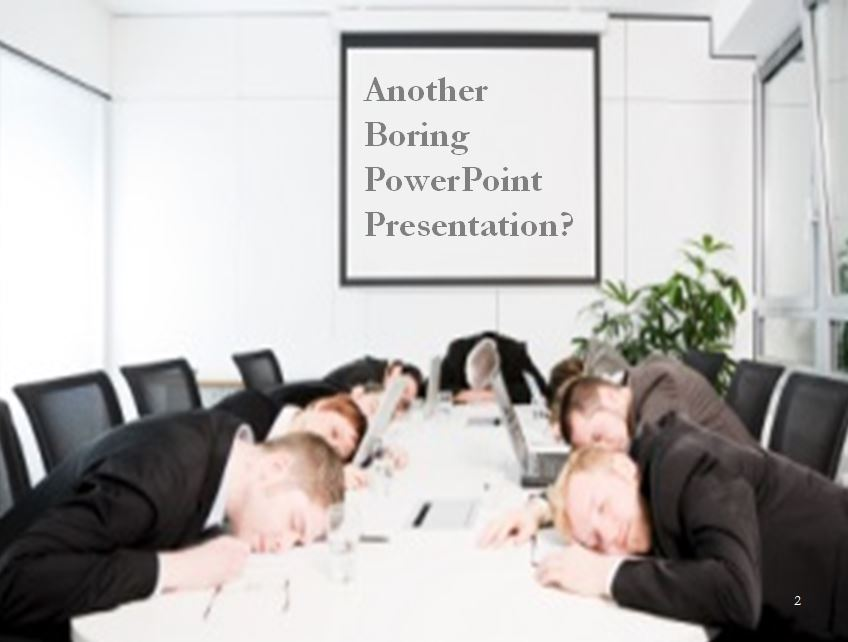 Another
Boring
PowerPoint
Presentation?
2